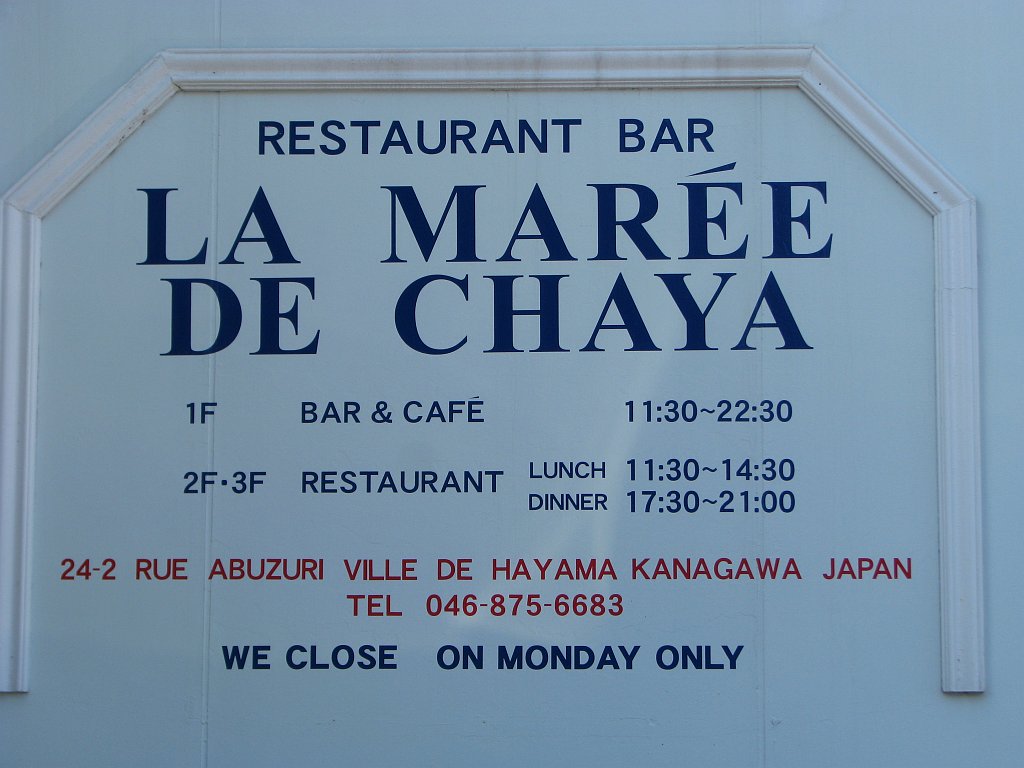 RESTAURANT BAR
LA MARÉE
DE CHAYA
1F BAR & CAFÉ 11:30~22:30
2F·3F RESTAURANT LUNCH 11:30~14:30
DINNER 17:30~21:00
24-2 RUE ABUZURI VILLE DE HAYAMA KANAGAWA JAPAN
TEL 046-875-6683
WE CLOSE ON MONDAY ONLY